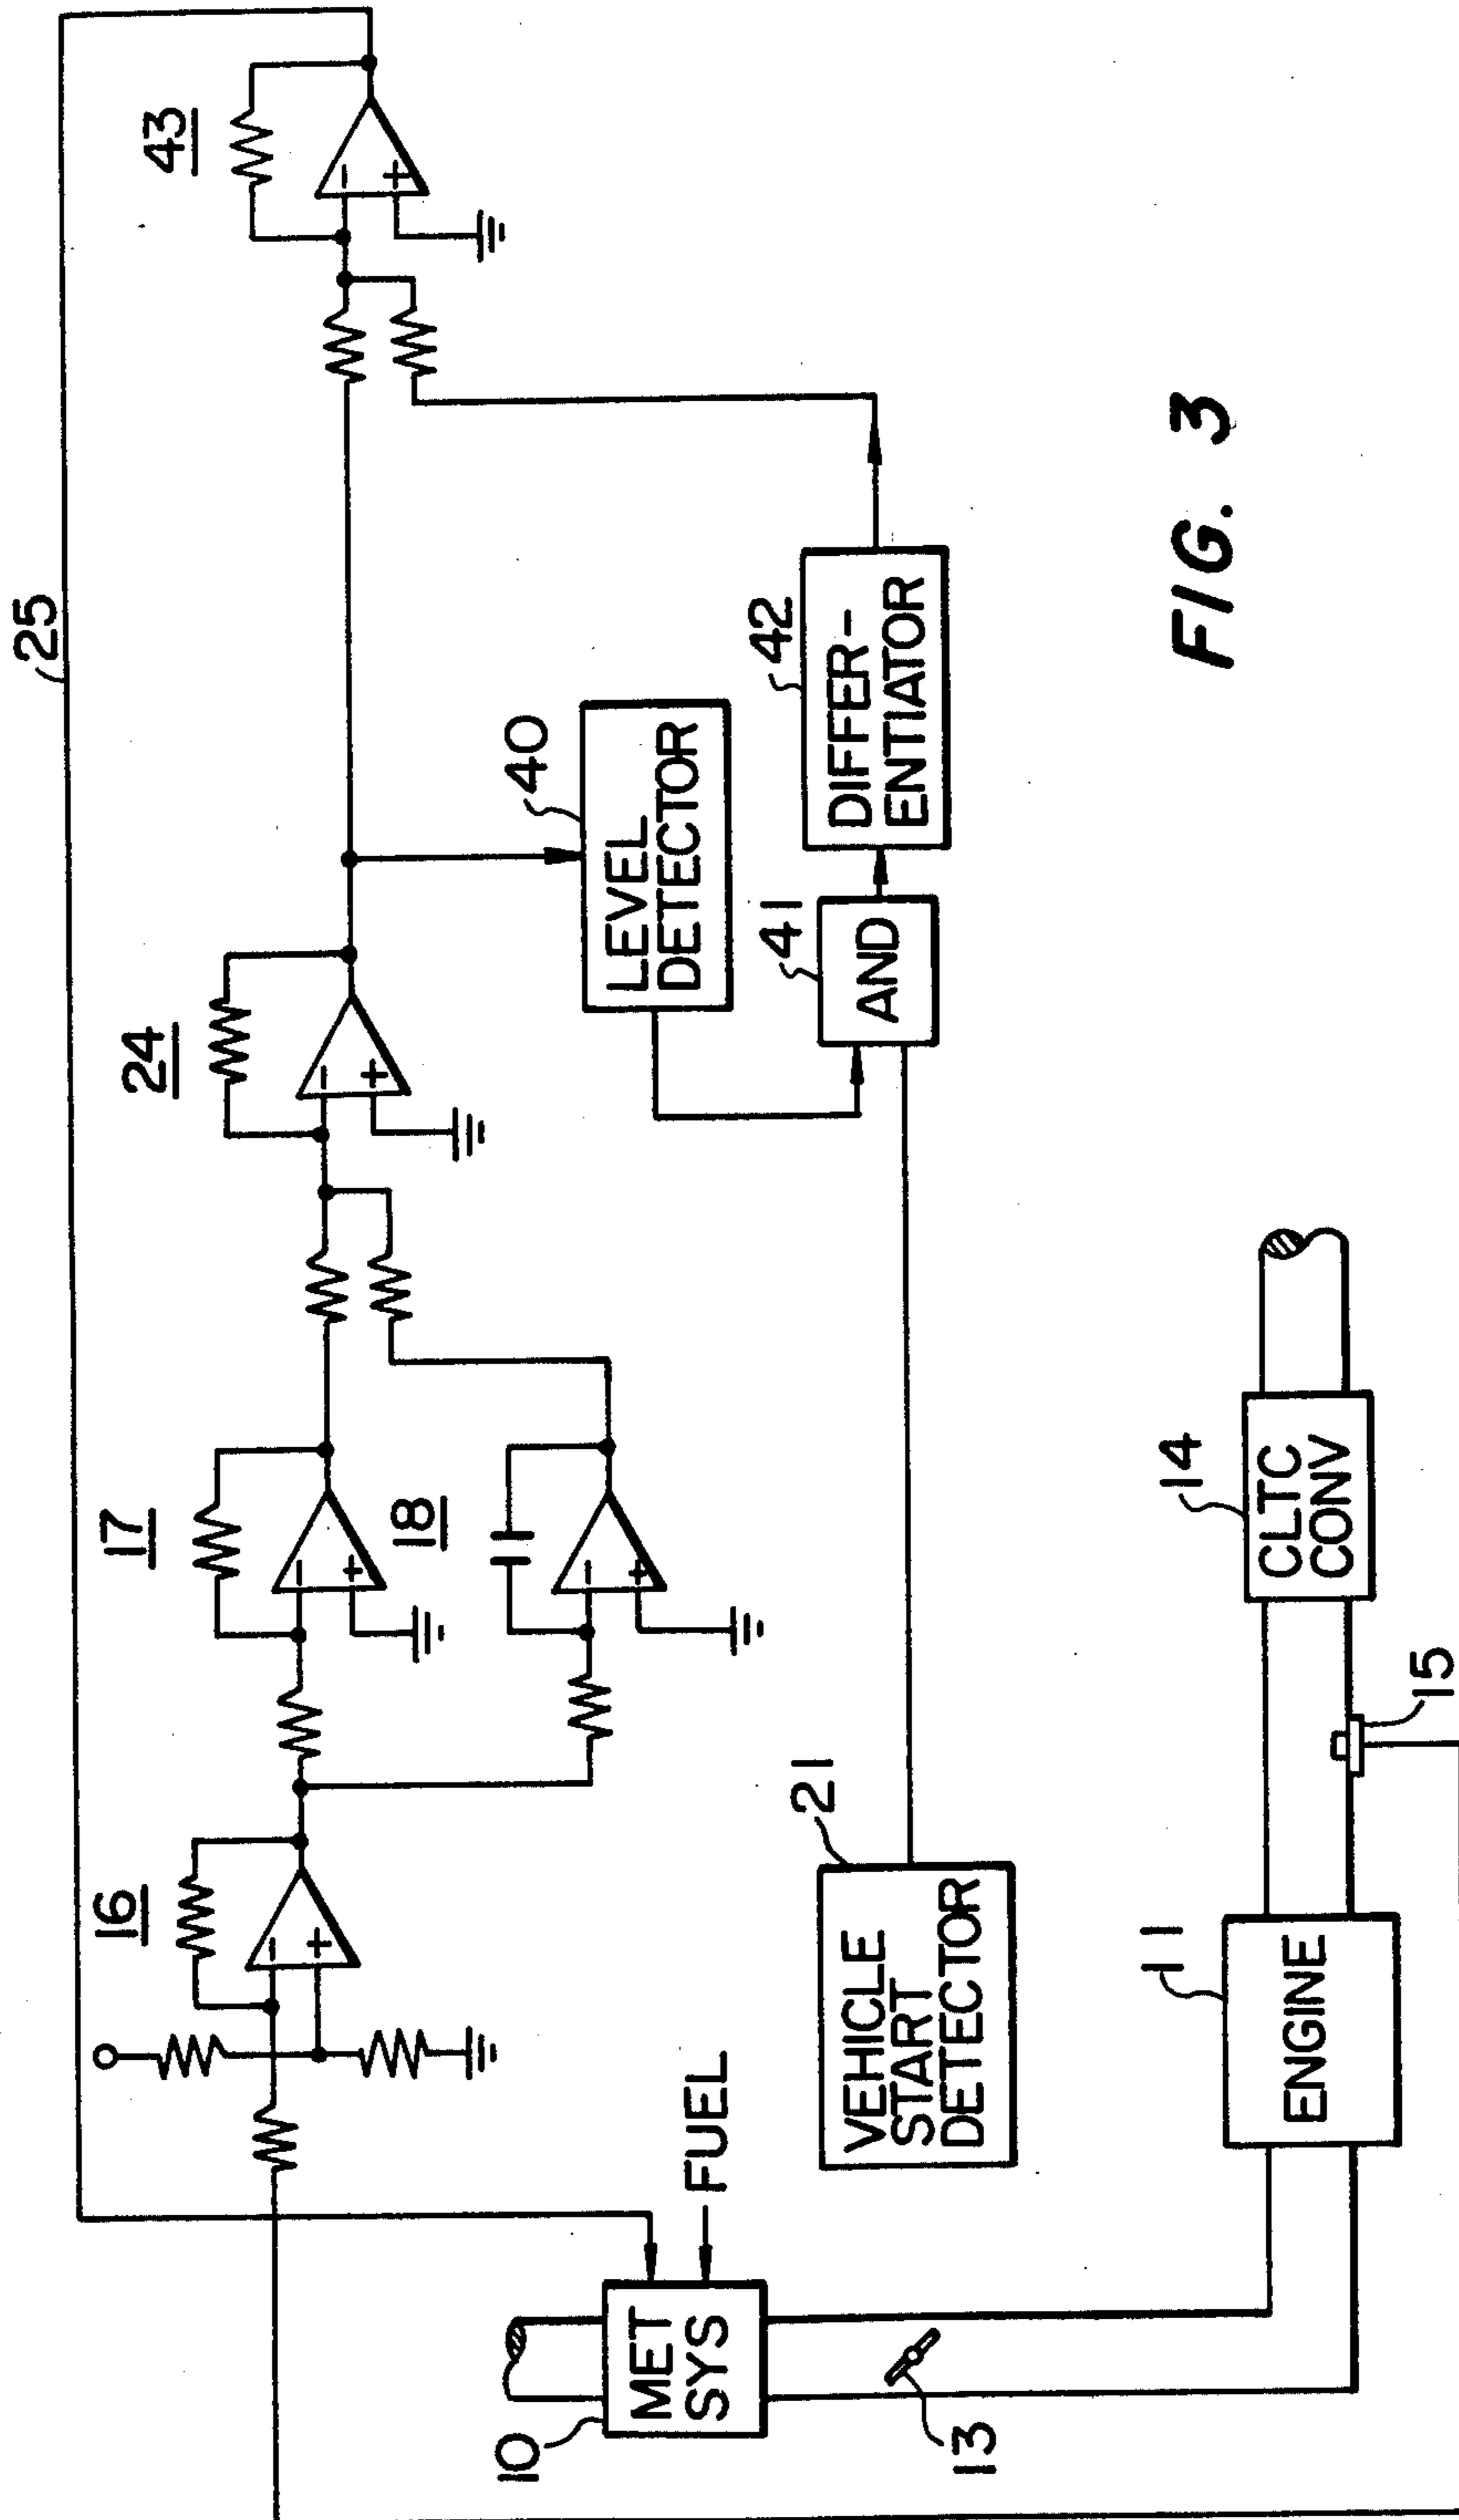 25
43
24
17
16
18
40
LEVEL
DETECTOR
42
DIFFER-
ENTIATOR
41
AND
FUEL
21
VEHICLE
START
DETECTOR
10
MET
SYS
13
11
ENGINE
14
CLTC
CONV
15
- +
- +
- +
- +
- +
FIG. 3